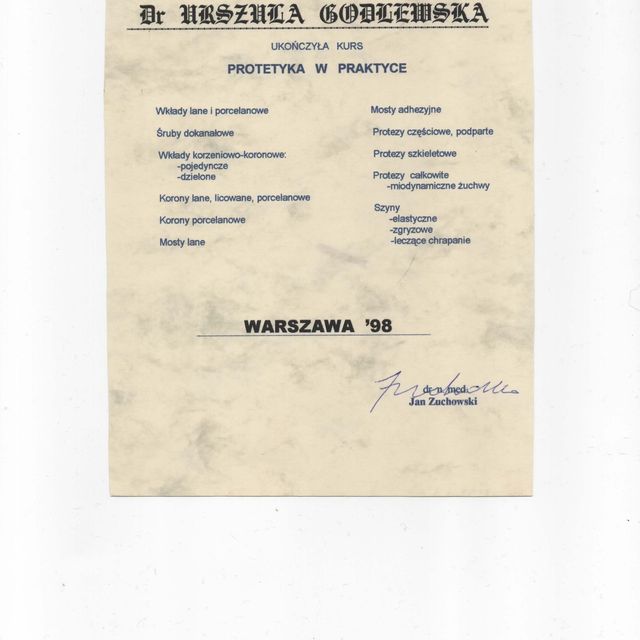 Dr URSZULA GODLEWSKA
UKOŃCZYŁA KURS
PROTETYKA W PRAKTYCE
Wkłady lane i porcelanowe
Śruby dokanałowe
Wkłady korzeniowo-koronowe:
-pojedyncze
-dzielone
Korony lane, licowane, porcelanowe
Korony porcelanowe
Mosty lane
Mosty adhezyjne
Protezy częściowe, podparte
Protezy szkieletowe
Protezy całkowite
-miodynamiczne żuchwy
Szyny
-elastyczne
-zgryzowe
-leczące chrapanie
WARSZAWA '98
dr n. med.
Jan Zuchowski